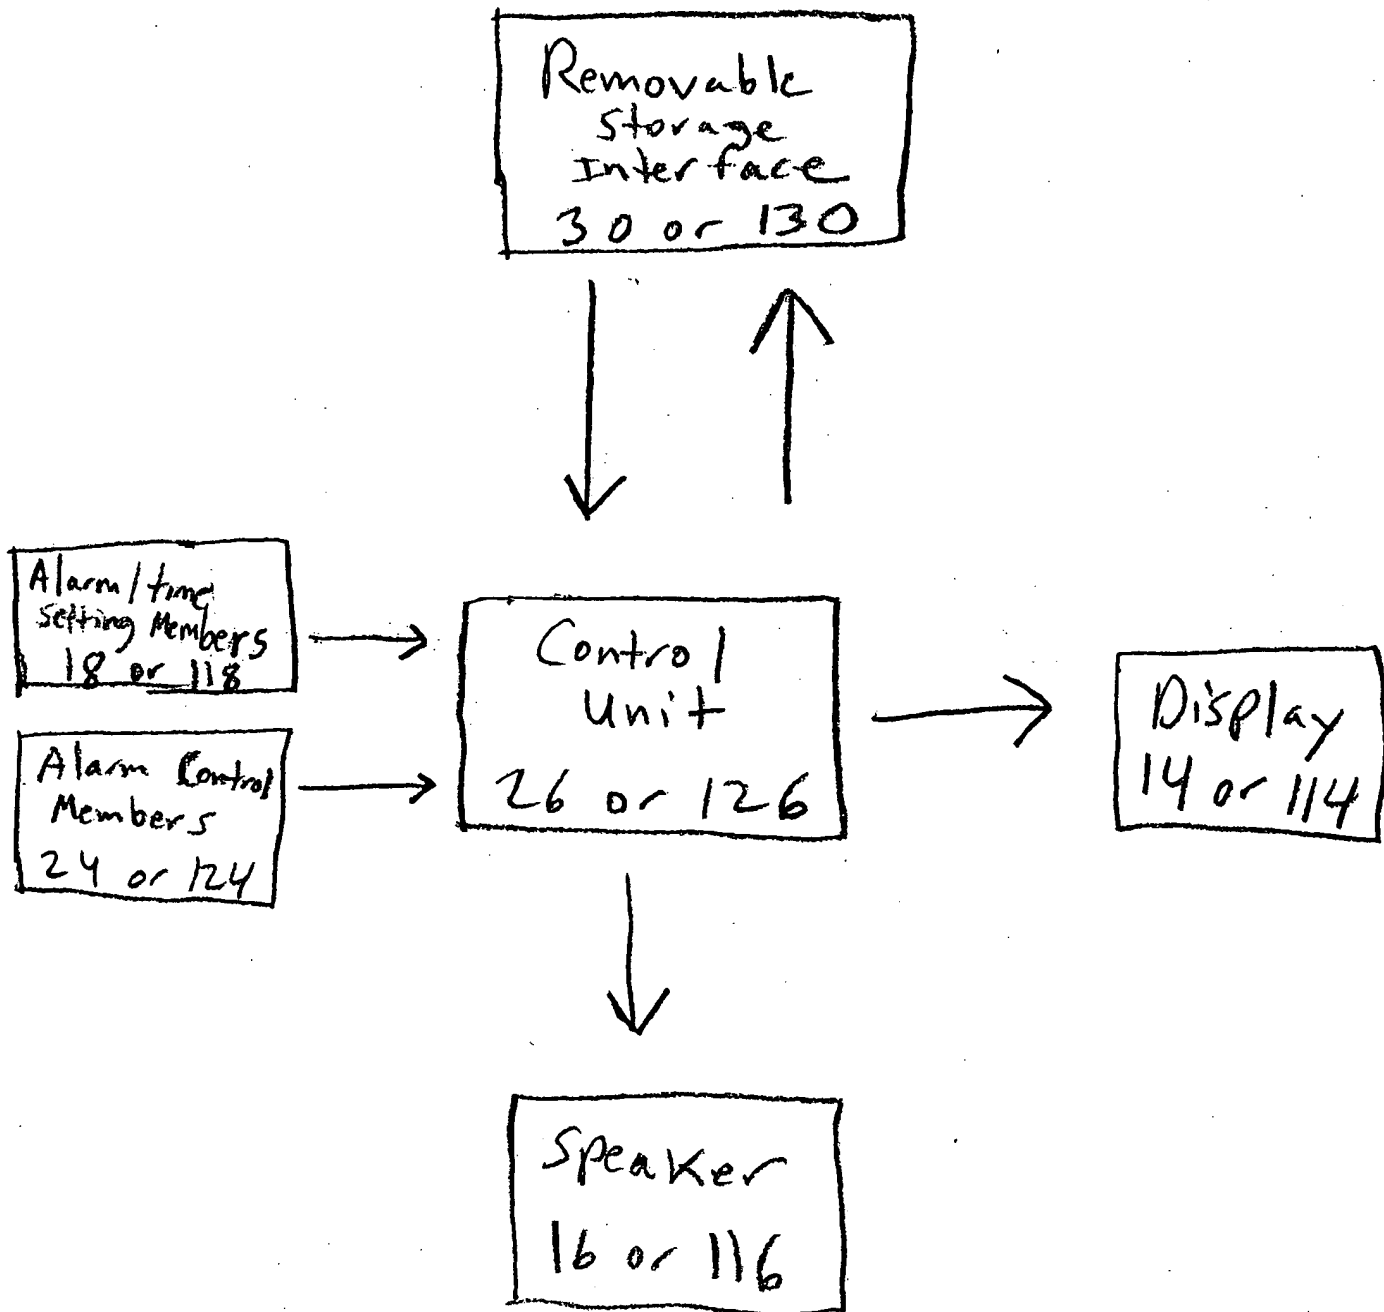 Removable
Storage
Interface
30 or 130
Alarm/time
Setting Members
18 or 118
Alarm Control
Members
24 or 124
Control
Unit
26 or 126
Display
14 or 114
Speaker
16 or 116